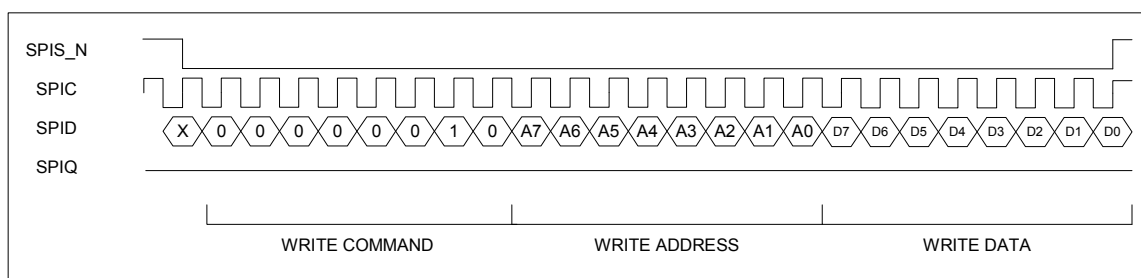 SPIS_N
SPIC
SPID X 0 0 0 0 0 0 1 0 A7 A6 A5 A4 A3 A2 A1 A0 D7 D6 D5 D4 D3 D2 D1 D0
SPIQ
WRITE COMMAND WRITE ADDRESS WRITE DATA